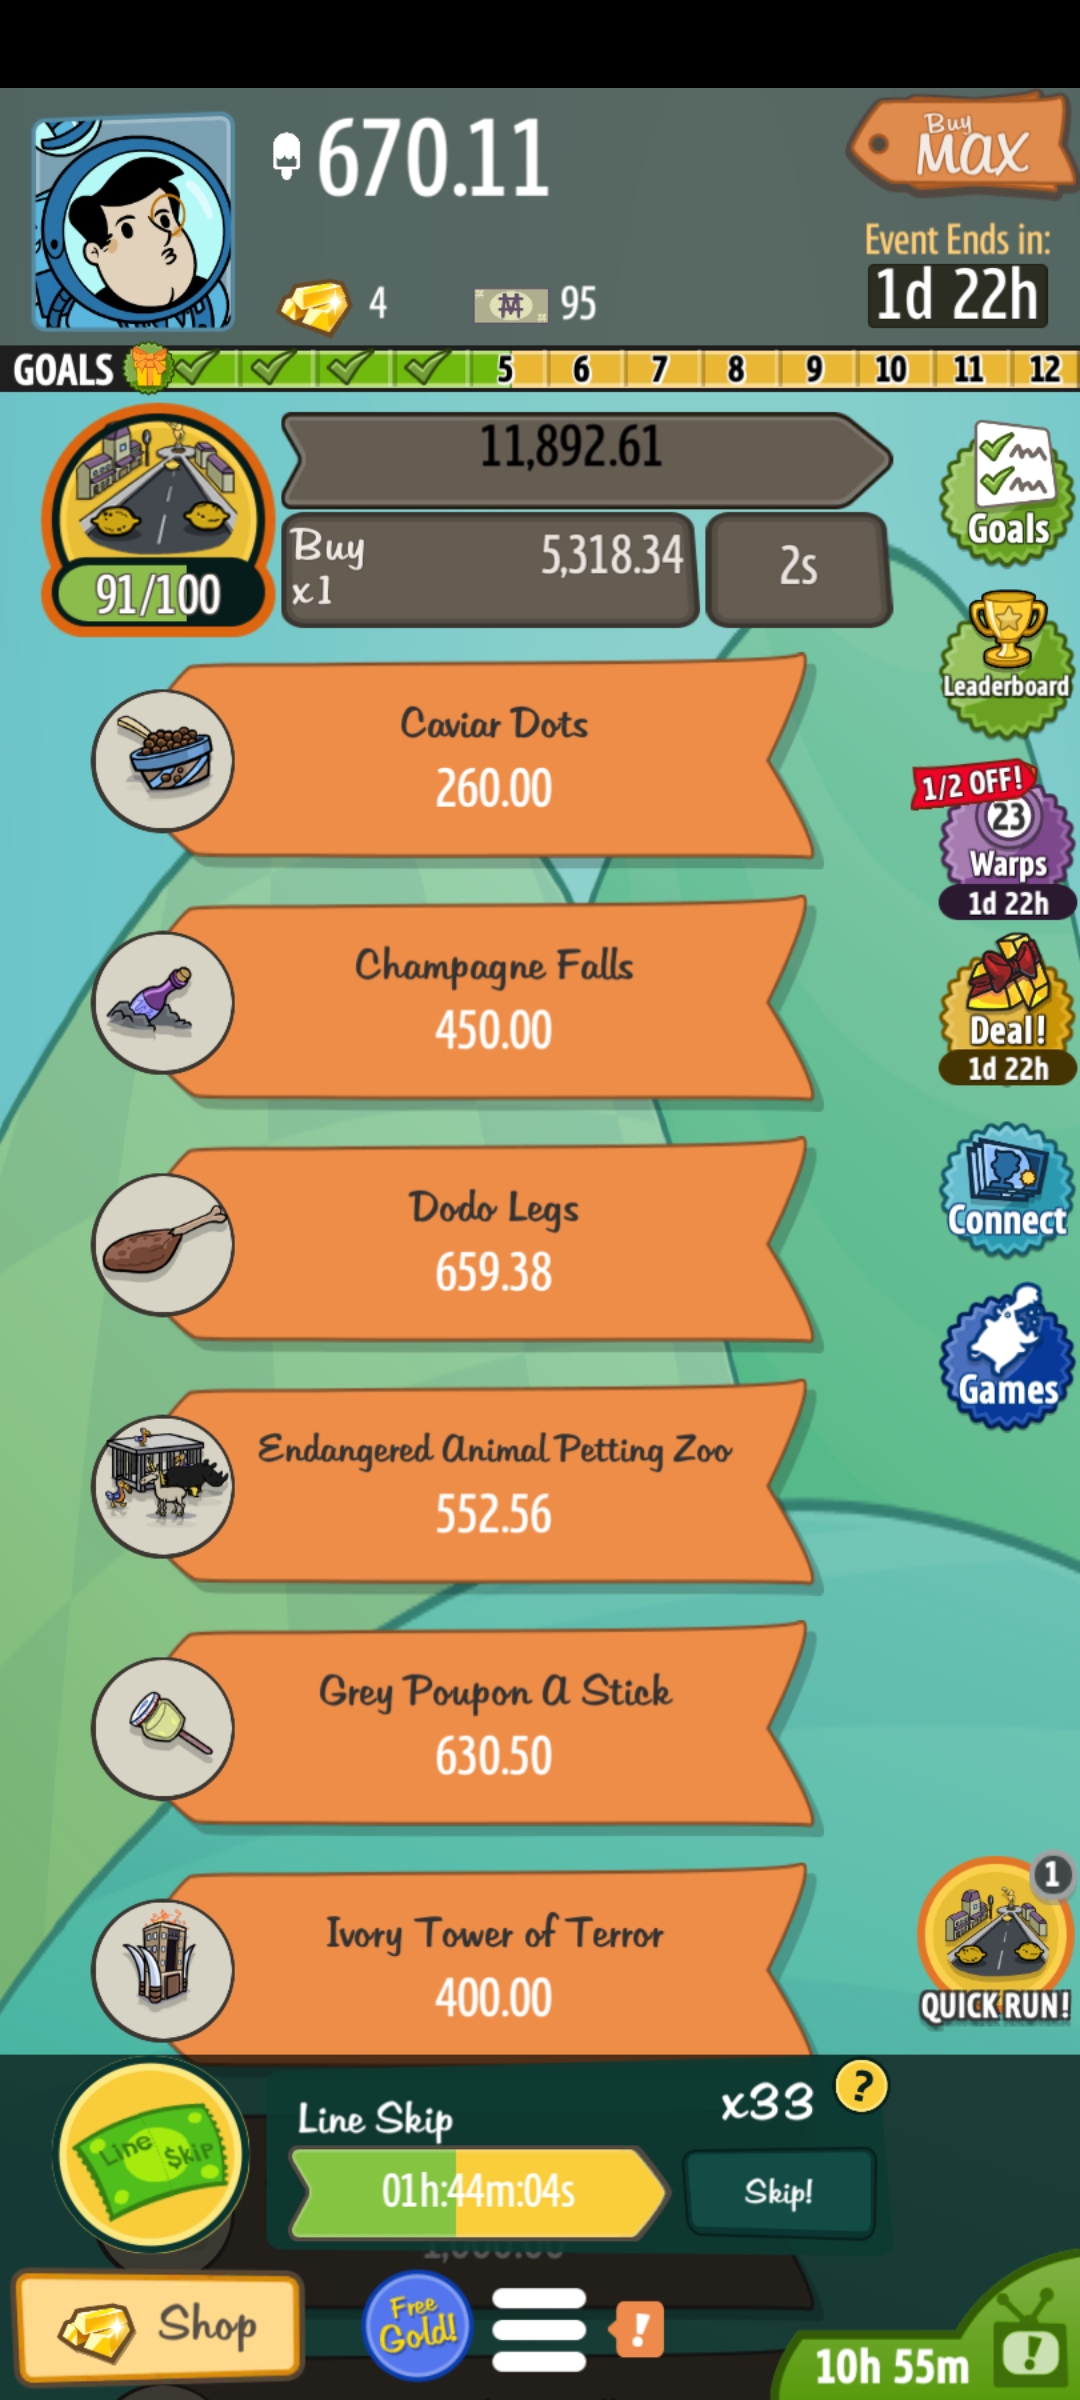 670.11
Buy
Max
Event Ends in:
1d 22h
4
95
GOALS
5 6 7 8 9 10 11 12
11,892.61
91/100
Buy
x1
5,318.34
2s
Goals
Leaderboard
Caviar Dots
260.00
1/2 OFF!
23
Warps
1d 22h
Champagne Falls
450.00
Deal!
1d 22h
Dodo Legs
659.38
Connect
Games
Endangered Animal Petting Zoo
552.56
Grey Poupon A Stick
630.50
Ivory Tower of Terror
400.00
1
QUICK RUN!
Line $kip
Line Skip
x33
?
01h:44m:04s
Skip!
1,000.00
Shop
Free
Gold!
!
10h 55m
!